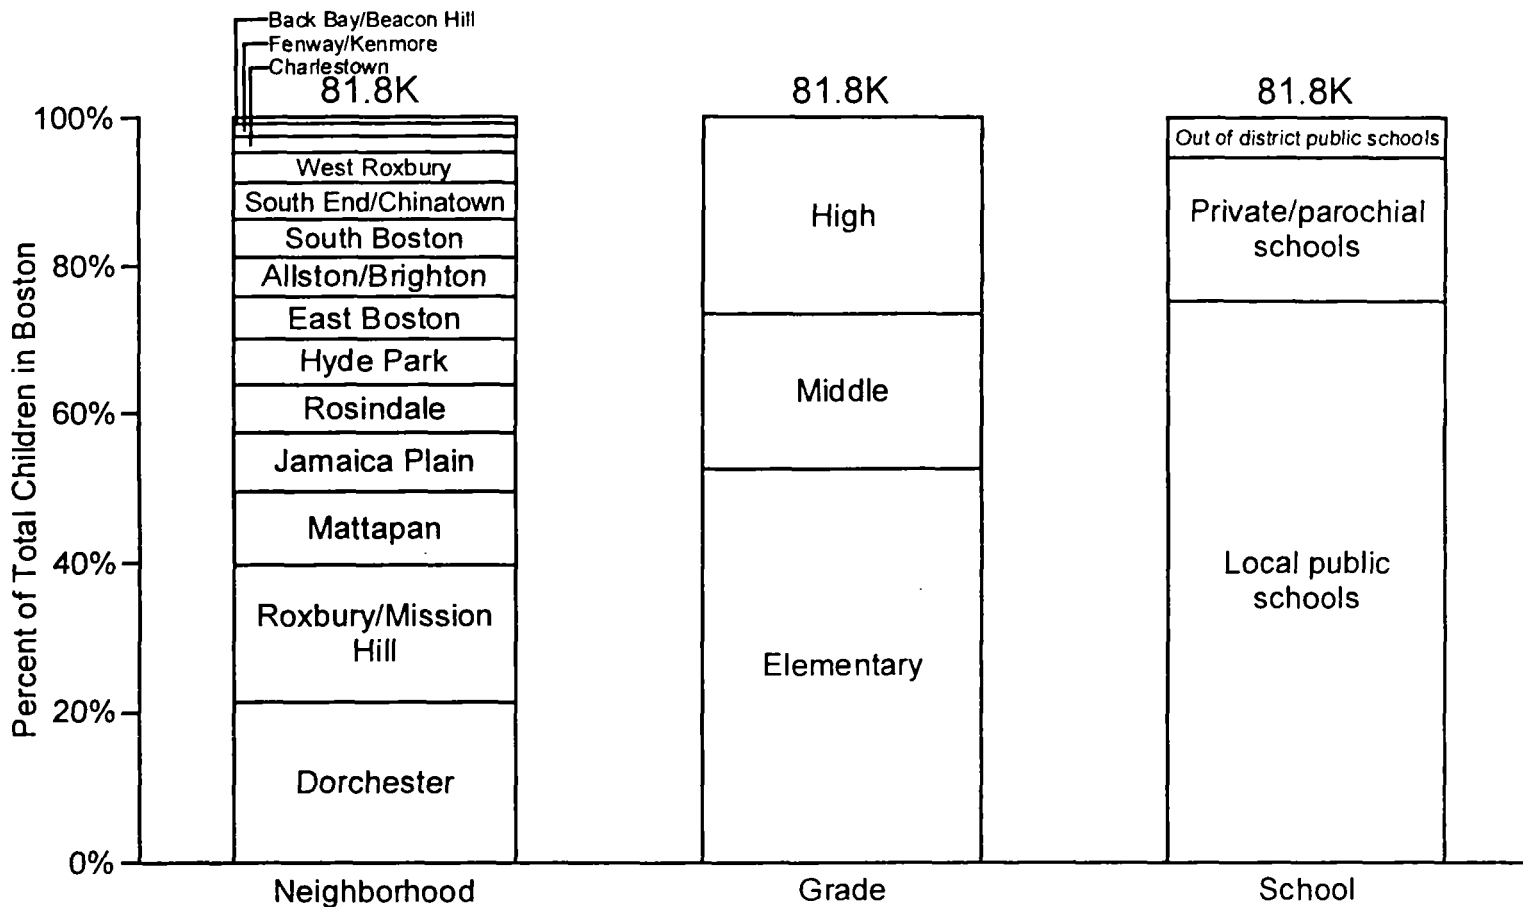 Back Bay/Beacon Hill
Fenway/Kenmore
Charlestown
81.8K
81.8K
81.8K
Percent of Total Children in Boston
100%
80%
60%
40%
20%
0%
West Roxbury
South End/Chinatown
South Boston
Allston/Brighton
East Boston
Hyde Park
Rosindale
Jamaica Plain
Mattapan
Roxbury/Mission
Hill
Dorchester
Neighborhood
High
Middle
Elementary
Grade
Out of district public schools
Private/parochial
schools
Local public
schools
School